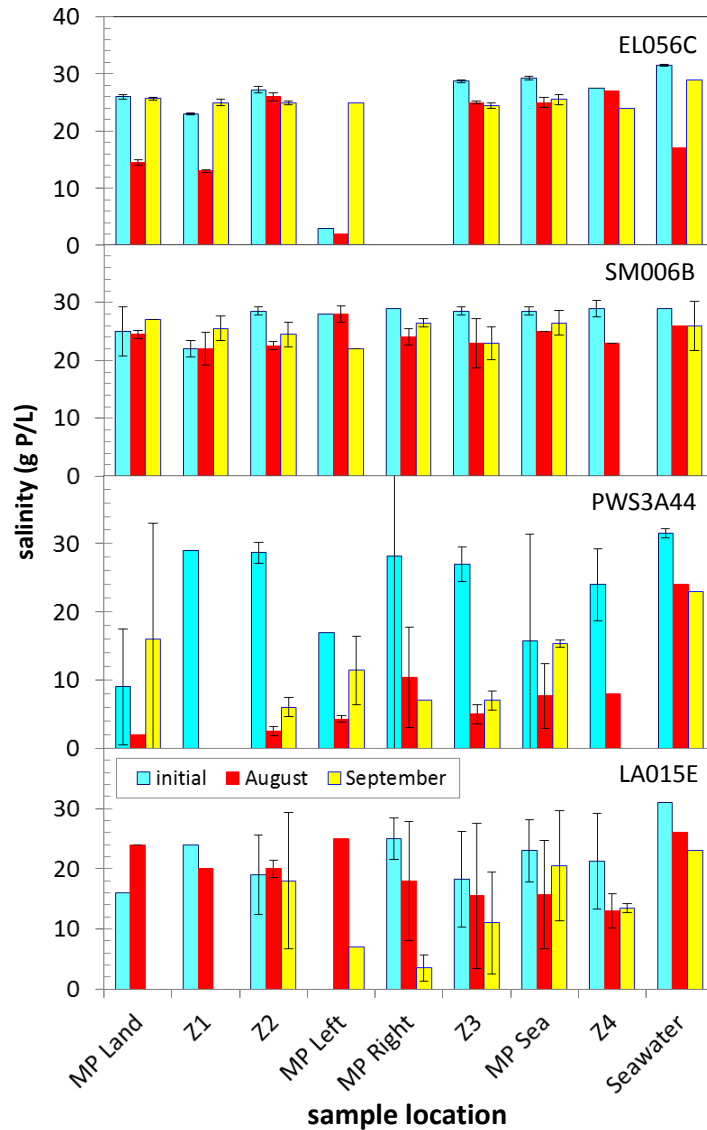 salinity (g P/L)
40
30
20
10
0
EL056C
30
20
10
0
SM006B
30
20
10
0
PWS3A44
30
20
10
0
initial August September
LA015E
MP Land Z1 Z2 MP Left MP Right Z3 MP Sea Z4 Seawater
sample location